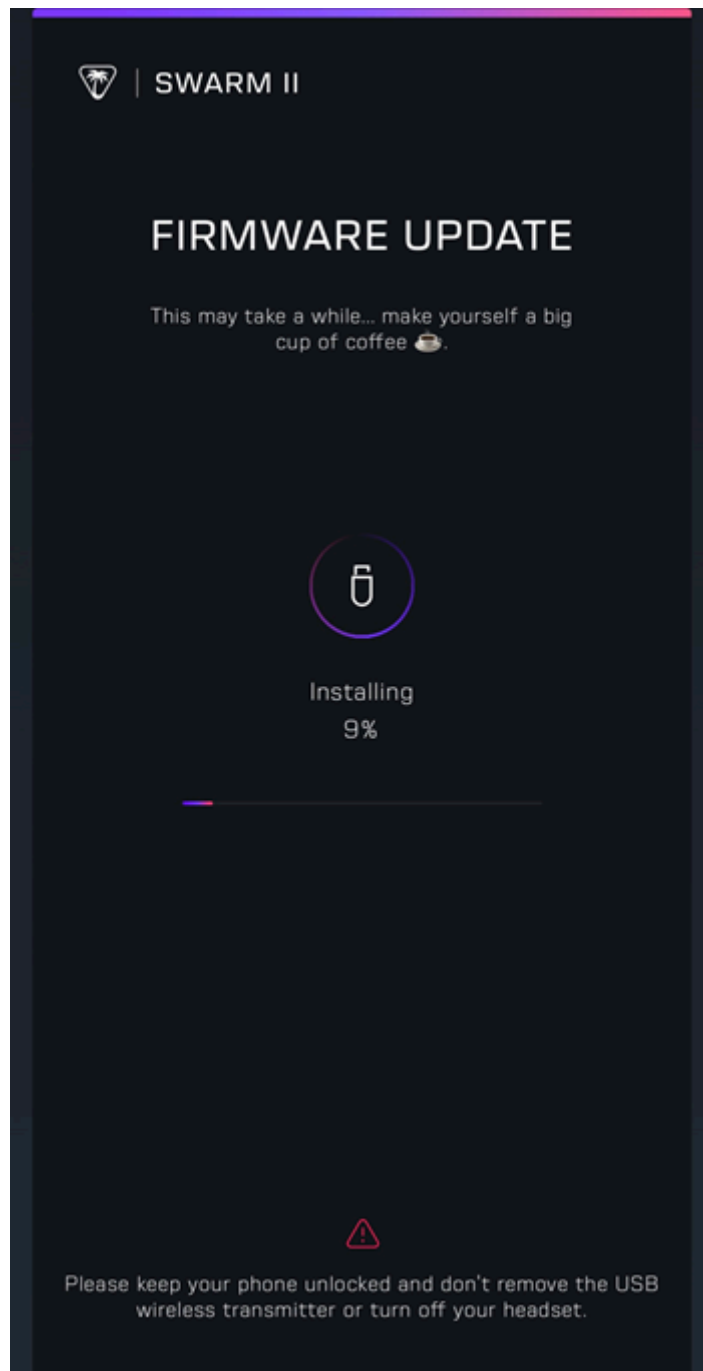 SWARM II
FIRMWARE UPDATE
This may take a while... make yourself a big
cup of coffee ☕.
Installing
9%
Please keep your phone unlocked and don't remove the USB
wireless transmitter or turn off your headset.